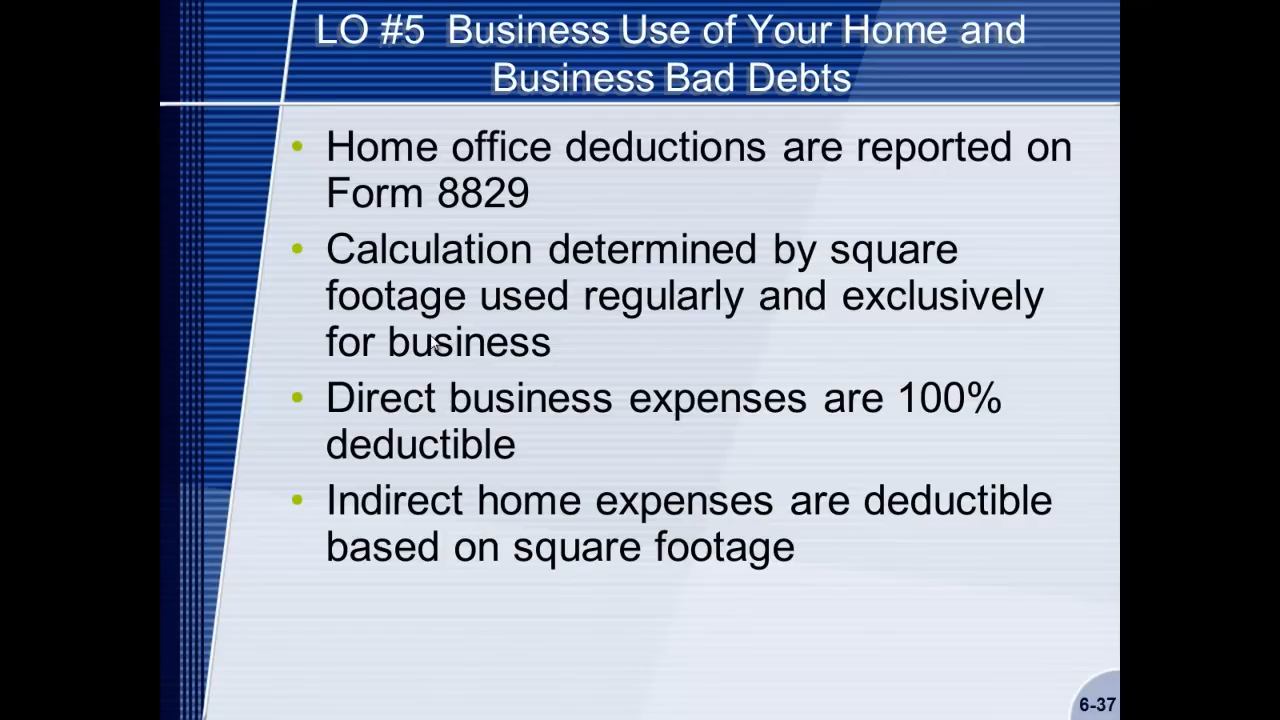 LO #5 Business Use of Your Home and
Business Bad Debts
• Home office deductions are reported on
Form 8829
• Calculation determined by square
footage used regularly and exclusively
for business
• Direct business expenses are 100%
deductible
• Indirect home expenses are deductible
based on square footage
6-37